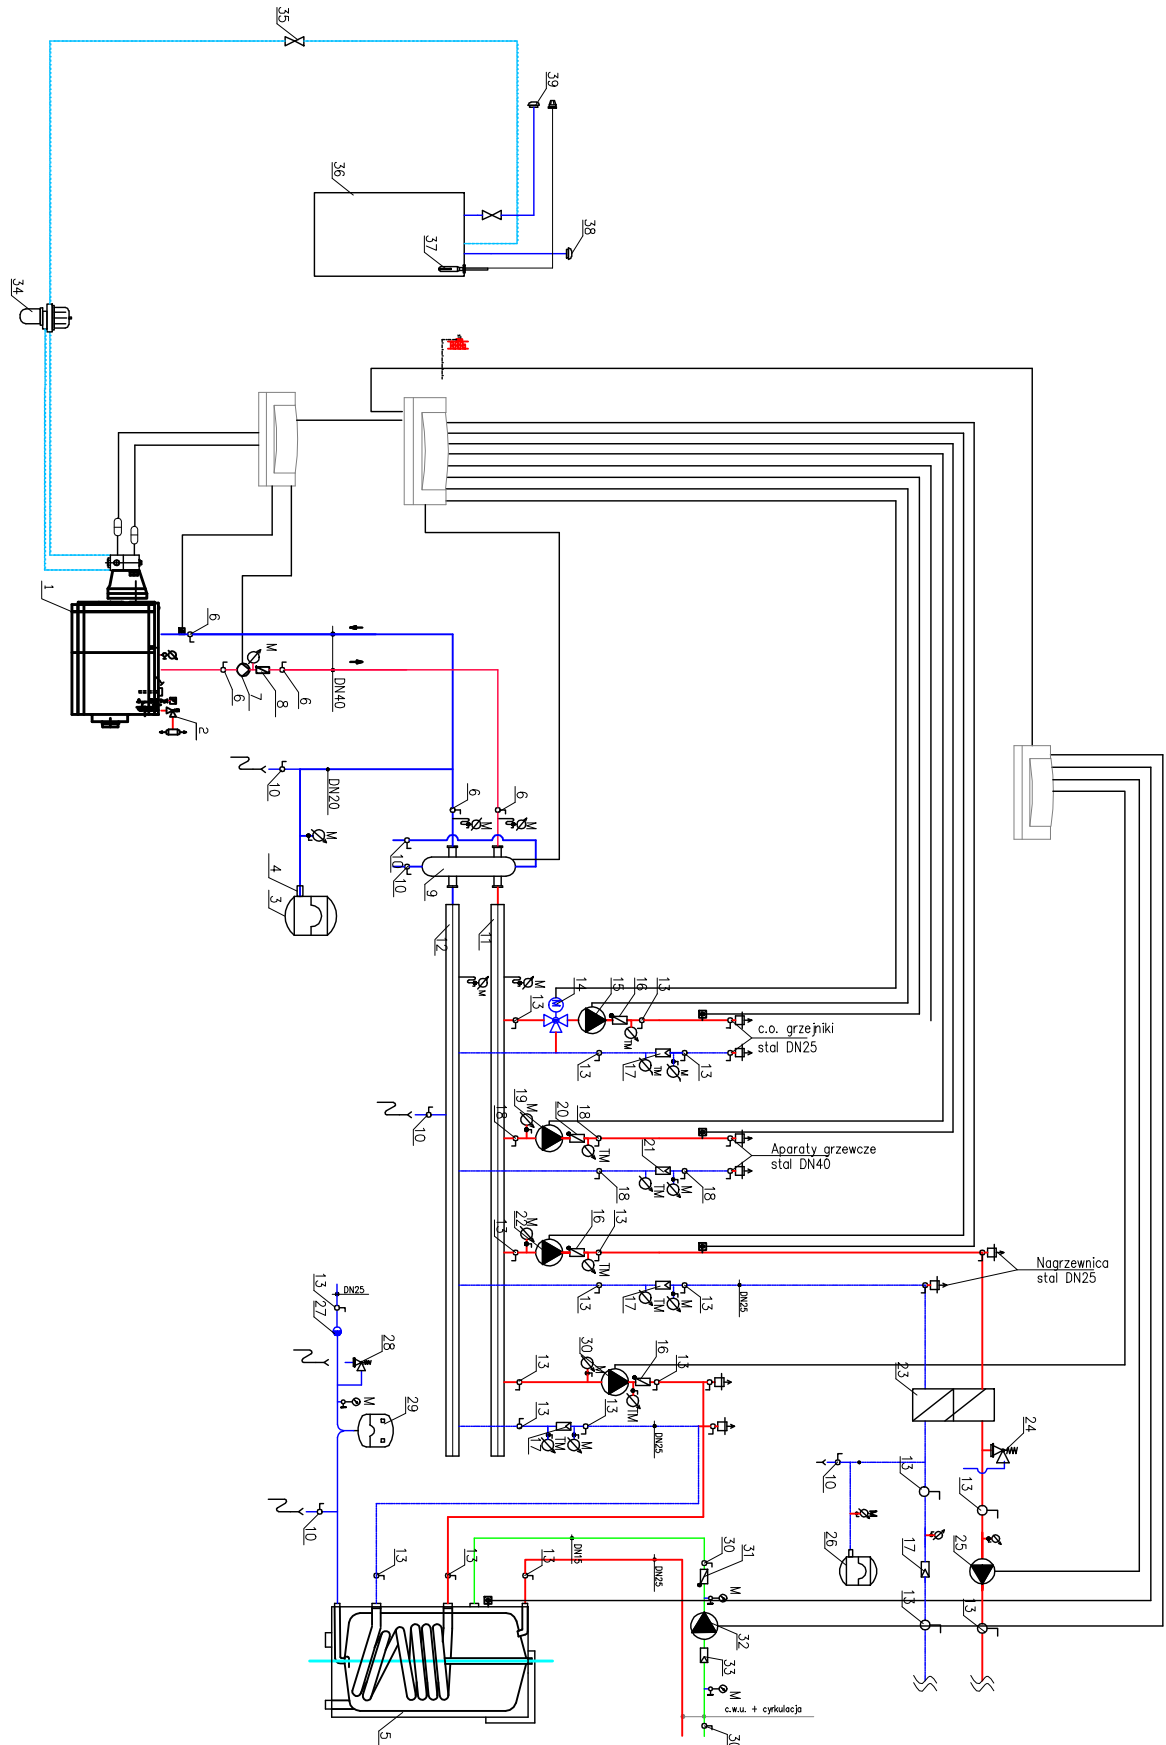 35
39
36
38
37
34
1
6
M
6
7
8
6
DN40
2
10
DN20
M
4
3
6
M
6
M
10
10
9
12
11
M
M
13
14
15
16
13
TM
c.o. grzejniki
stal DN25
13
17
TM
M
13
10
18
19
M
20
18
TM
Aparaty grzewcze
stal DN40
18
21
TM
M
18
13
22
M
16
13
TM
Nagrzewnica
stal DN25
13
17
TM
M
13
DN25
13
DN25
27
28
M
29
10
13
30
M
16
13
TM
13
17
TM
M
13
DN25
23
24
10
M
26
13
17
13
13
25
13
13
13
13
DN15
DN25
30
31
M
32
33
M
c.w.u. + cyrkulacja
5